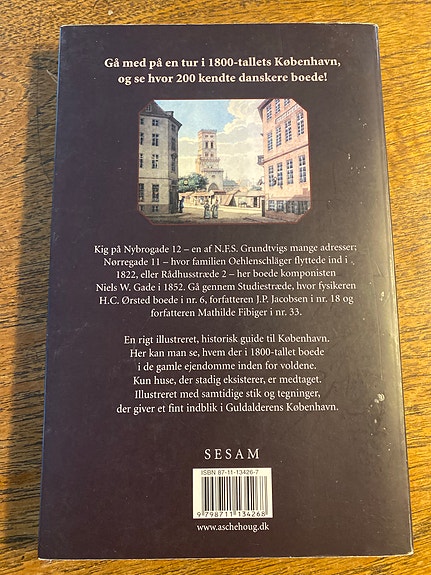 Gå med på en tur i 1800-tallets København,
og se hvor 200 kendte danskere boede!
Kig på Nybrogade 12 – en af N.F.S. Grundtvigs mange adresser;
Nørregade 11 – hvor familien Oehlenschläger flyttede ind i
1822, eller Rådhusstræde 2 – her boede komponisten
Niels W. Gade i 1852. Gå gennem Studiestræde, hvor fysikeren
H.C. Ørsted boede i nr. 6, forfatteren J.P. Jacobsen i nr. 18 og
forfatteren Mathilde Fibiger i nr. 33.
En rigt illustreret, historisk guide til København.
Her kan man se, hvem der i 1800-tallet boede
i de gamle ejendomme inden for voldene.
Kun huse, der stadig eksisterer, er medtaget.
Illustreret med samtidige stik og tegninger,
der giver et fint indblik i Guldalderens København.
SESAM
ISBN 87-11-13426-7
9 788711 134268
www.aschehoug.dk